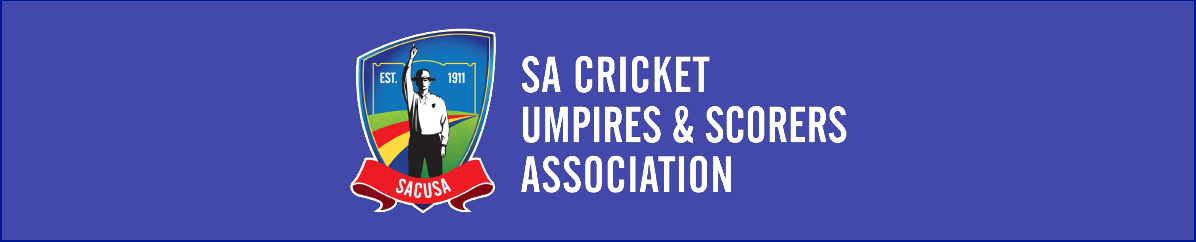 EST. 1911
SACUSA
SA CRICKET
UMPIRES & SCORERS
ASSOCIATION